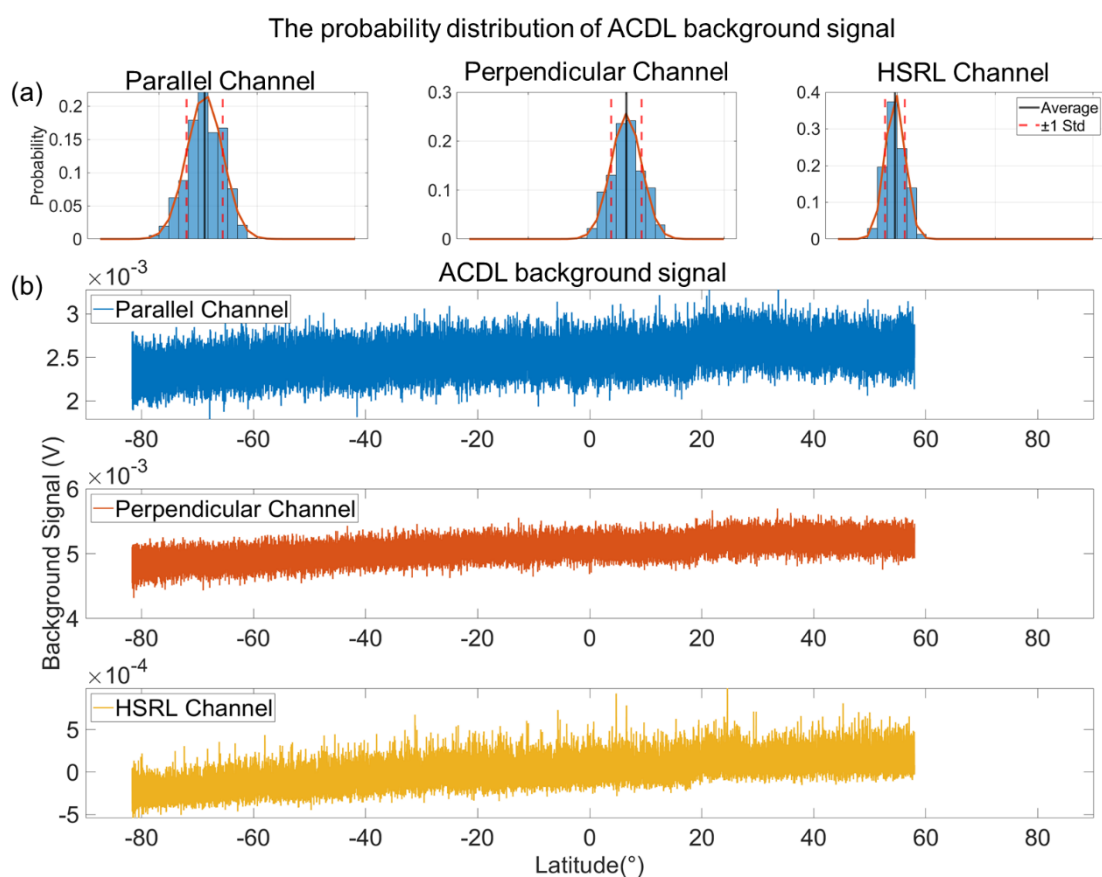 The probability distribution of ACDL background signal
(a)
Parallel Channel
Perpendicular Channel
HSRL Channel
Probability
0.2
0.15
0.1
0.05
0
0.3
0.2
0.1
0
0.4
0.3
0.2
0.1
0
Average
±1 Std
(b)
ACDL background signal
×10⁻³
Parallel Channel
3
2.5
2
-80 -60 -40 -20 0 20 40 60 80
Background Signal (V)
×10⁻³
Perpendicular Channel
6
5
4
-80 -60 -40 -20 0 20 40 60 80
×10⁻⁴
HSRL Channel
5
0
-5
-80 -60 -40 -20 0 20 40 60 80
Latitude(°)